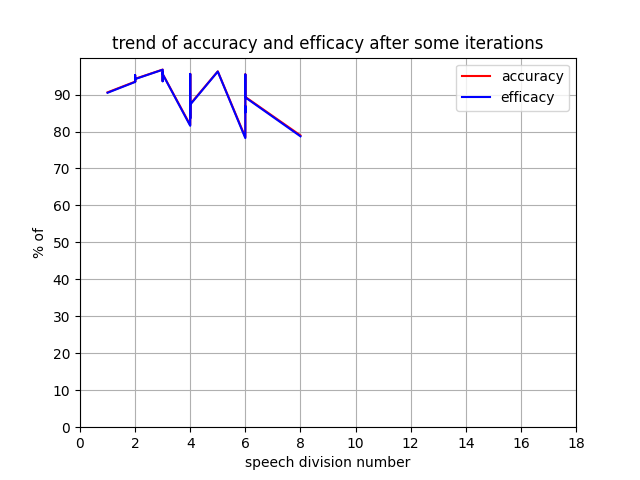 trend of accuracy and efficacy after some iterations
accuracy
efficacy
90
80
70
60
50
40
30
20
10
0
% of
0 2 4 6 8 10 12 14 16 18
speech division number